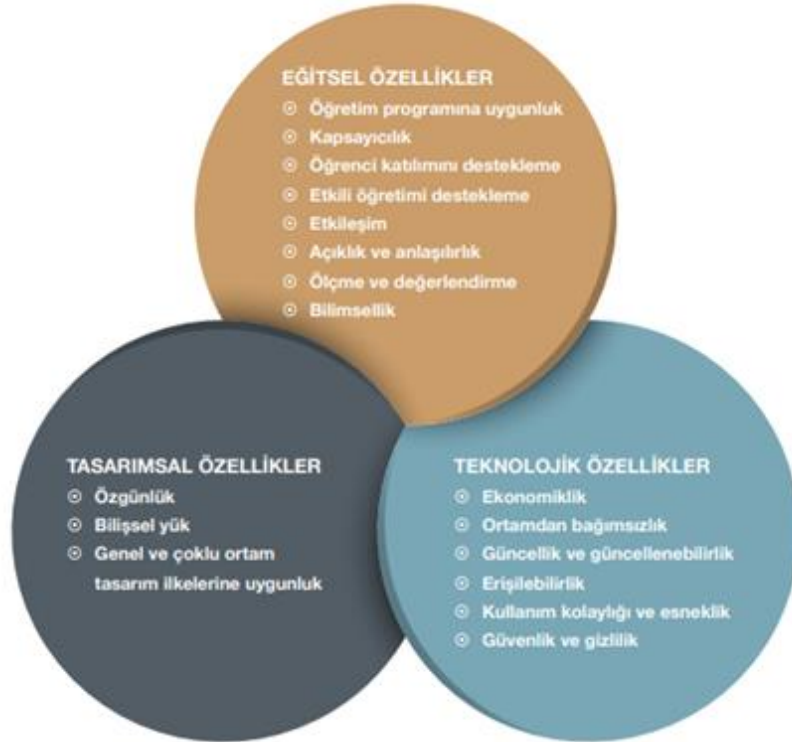 EĞİTSEL ÖZELLİKLER
Öğretim programına uygunluk
Kapsayıcılık
Öğrenci katılımını destekleme
Etkili öğretimi destekleme
Etkileşim
Açıklık ve anlaşılırlık
Ölçme ve değerlendirme
Bilimsellik
TASARIMSAL ÖZELLİKLER
Özgünlük
Bilişsel yük
Genel ve çoklu ortam
tasarım ilkelerine uygunluk
TEKNOLOJİK ÖZELLİKLER
Ekonomiklik
Ortamdan bağımsızlık
Güncellik ve güncellenebilirlik
Erişilebilirlik
Kullanım kolaylığı ve esneklik
Güvenlik ve gizlilik